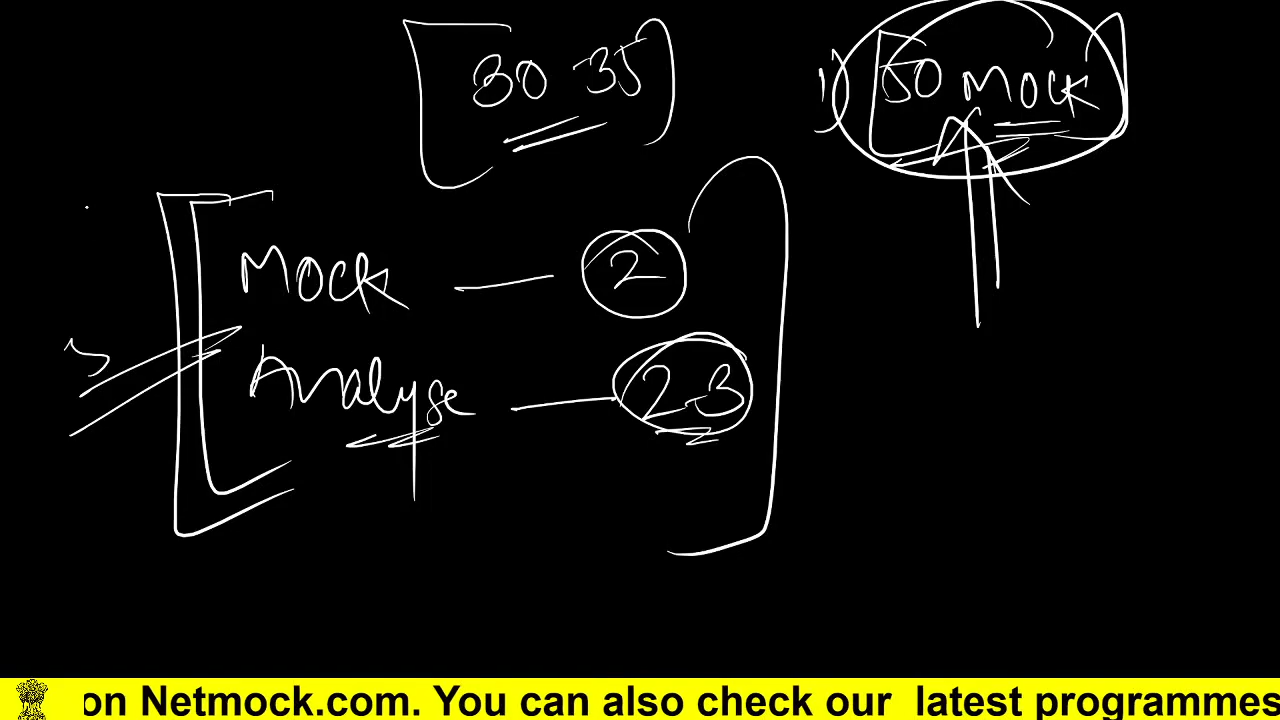 30-35
1) 50 Mock
Mock — 2
Analyse — 2-3
on Netmock.com. You can also check our latest programmes